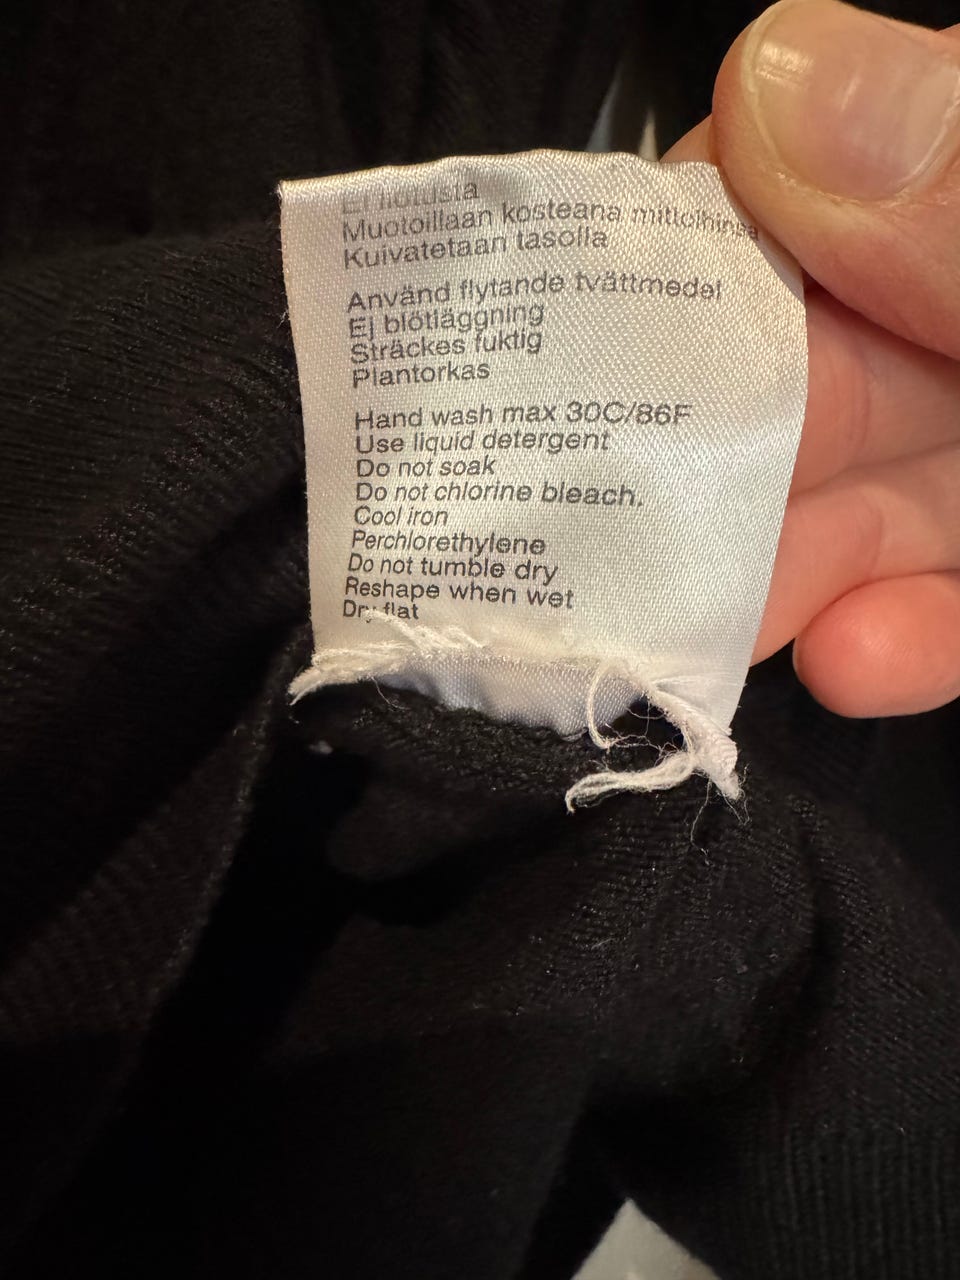 Ei liotusta
Muotoillaan kosteana mittoihinsa
Kuivatetaan tasolla
Använd flytande tvättmedel
Ej blötläggning
Sträckes fuktig
Plantorkas
Hand wash max 30C/86F
Use liquid detergent
Do not soak
Do not chlorine bleach.
Cool iron
Perchlorethylene
Do not tumble dry
Reshape when wet
Dry flat